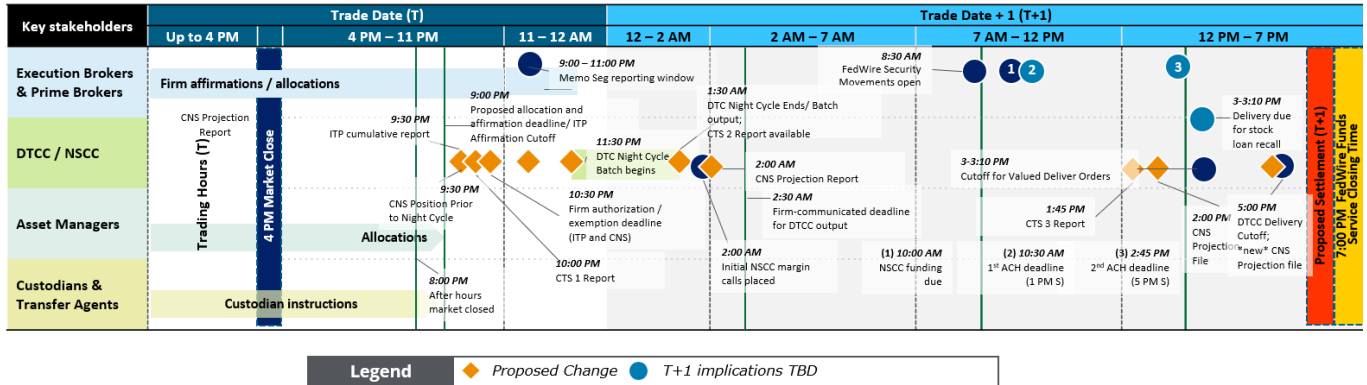 Key stakeholders
Trade Date (T)
Trade Date + 1 (T+1)
Up to 4 PM
4 PM – 11 PM
11 – 12 AM
12 – 2 AM
2 AM – 7 AM
7 AM – 12 PM
12 PM – 7 PM
Execution Brokers
& Prime Brokers
DTCC / NSCC
Asset Managers
Custodians &
Transfer Agents
Firm affirmations / allocations
CNS Projection
Report
Trading Hours (T)
4 PM Market Close
Allocations
Custodian instructions
9:00 – 11:00 PM
Memo Seg reporting window
9:00 PM
Proposed allocation and
affirmation deadline/ ITP
Affirmation Cutoff
9:30 PM
ITP cumulative report
9:30 PM
CNS Position Prior
to Night Cycle
8:00 PM
After hours
market closed
10:00 PM
CTS 1 Report
10:30 PM
Firm authorization /
exemption deadline
(ITP and CNS)
11:30 PM
DTC Night Cycle
Batch begins
1:30 AM
DTC Night Cycle Ends/ Batch
output;
CTS 2 Report available
2:00 AM
CNS Projection Report
2:30 AM
Firm-communicated deadline
for DTCC output
2:00 AM
Initial NSCC margin
calls placed
8:30 AM
FedWire Security
Movements open
1
2
3
3-3:10 PM
Delivery due
for stock
loan recall
3-3:10 PM
Cutoff for Valued Deliver Orders
1:45 PM
CTS 3 Report
(1) 10:00 AM
NSCC funding
due
(2) 10:30 AM
1st ACH deadline
(1 PM S)
(3) 2:45 PM
2nd ACH deadline
(5 PM S)
2:00 PM
CNS
Projection
File
5:00 PM
DTCC Delivery
Cutoff;
*new* CNS
Projection file
Proposed Settlement (T+1)
7:00 PM FedWire Funds
Service Closing Time
Legend
Proposed Change
T+1 implications TBD